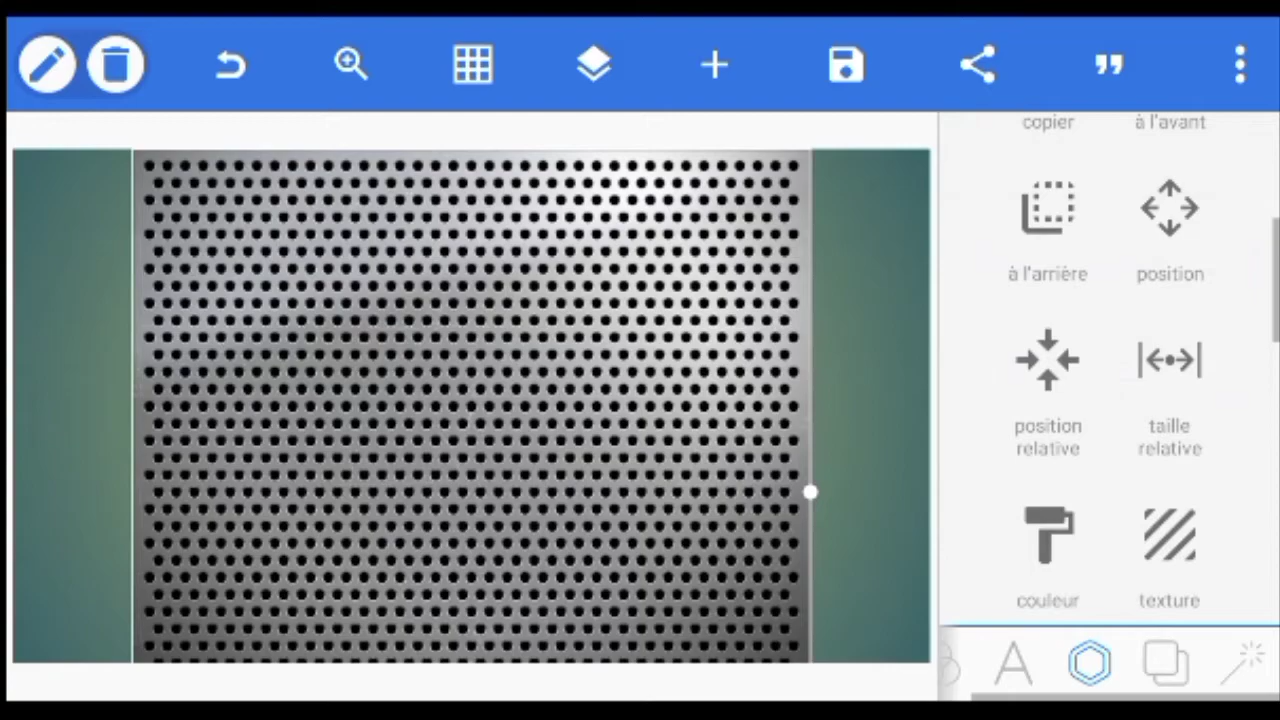 copier
à l'avant
à l'arrière
position
position
relative
taille
relative
couleur
texture